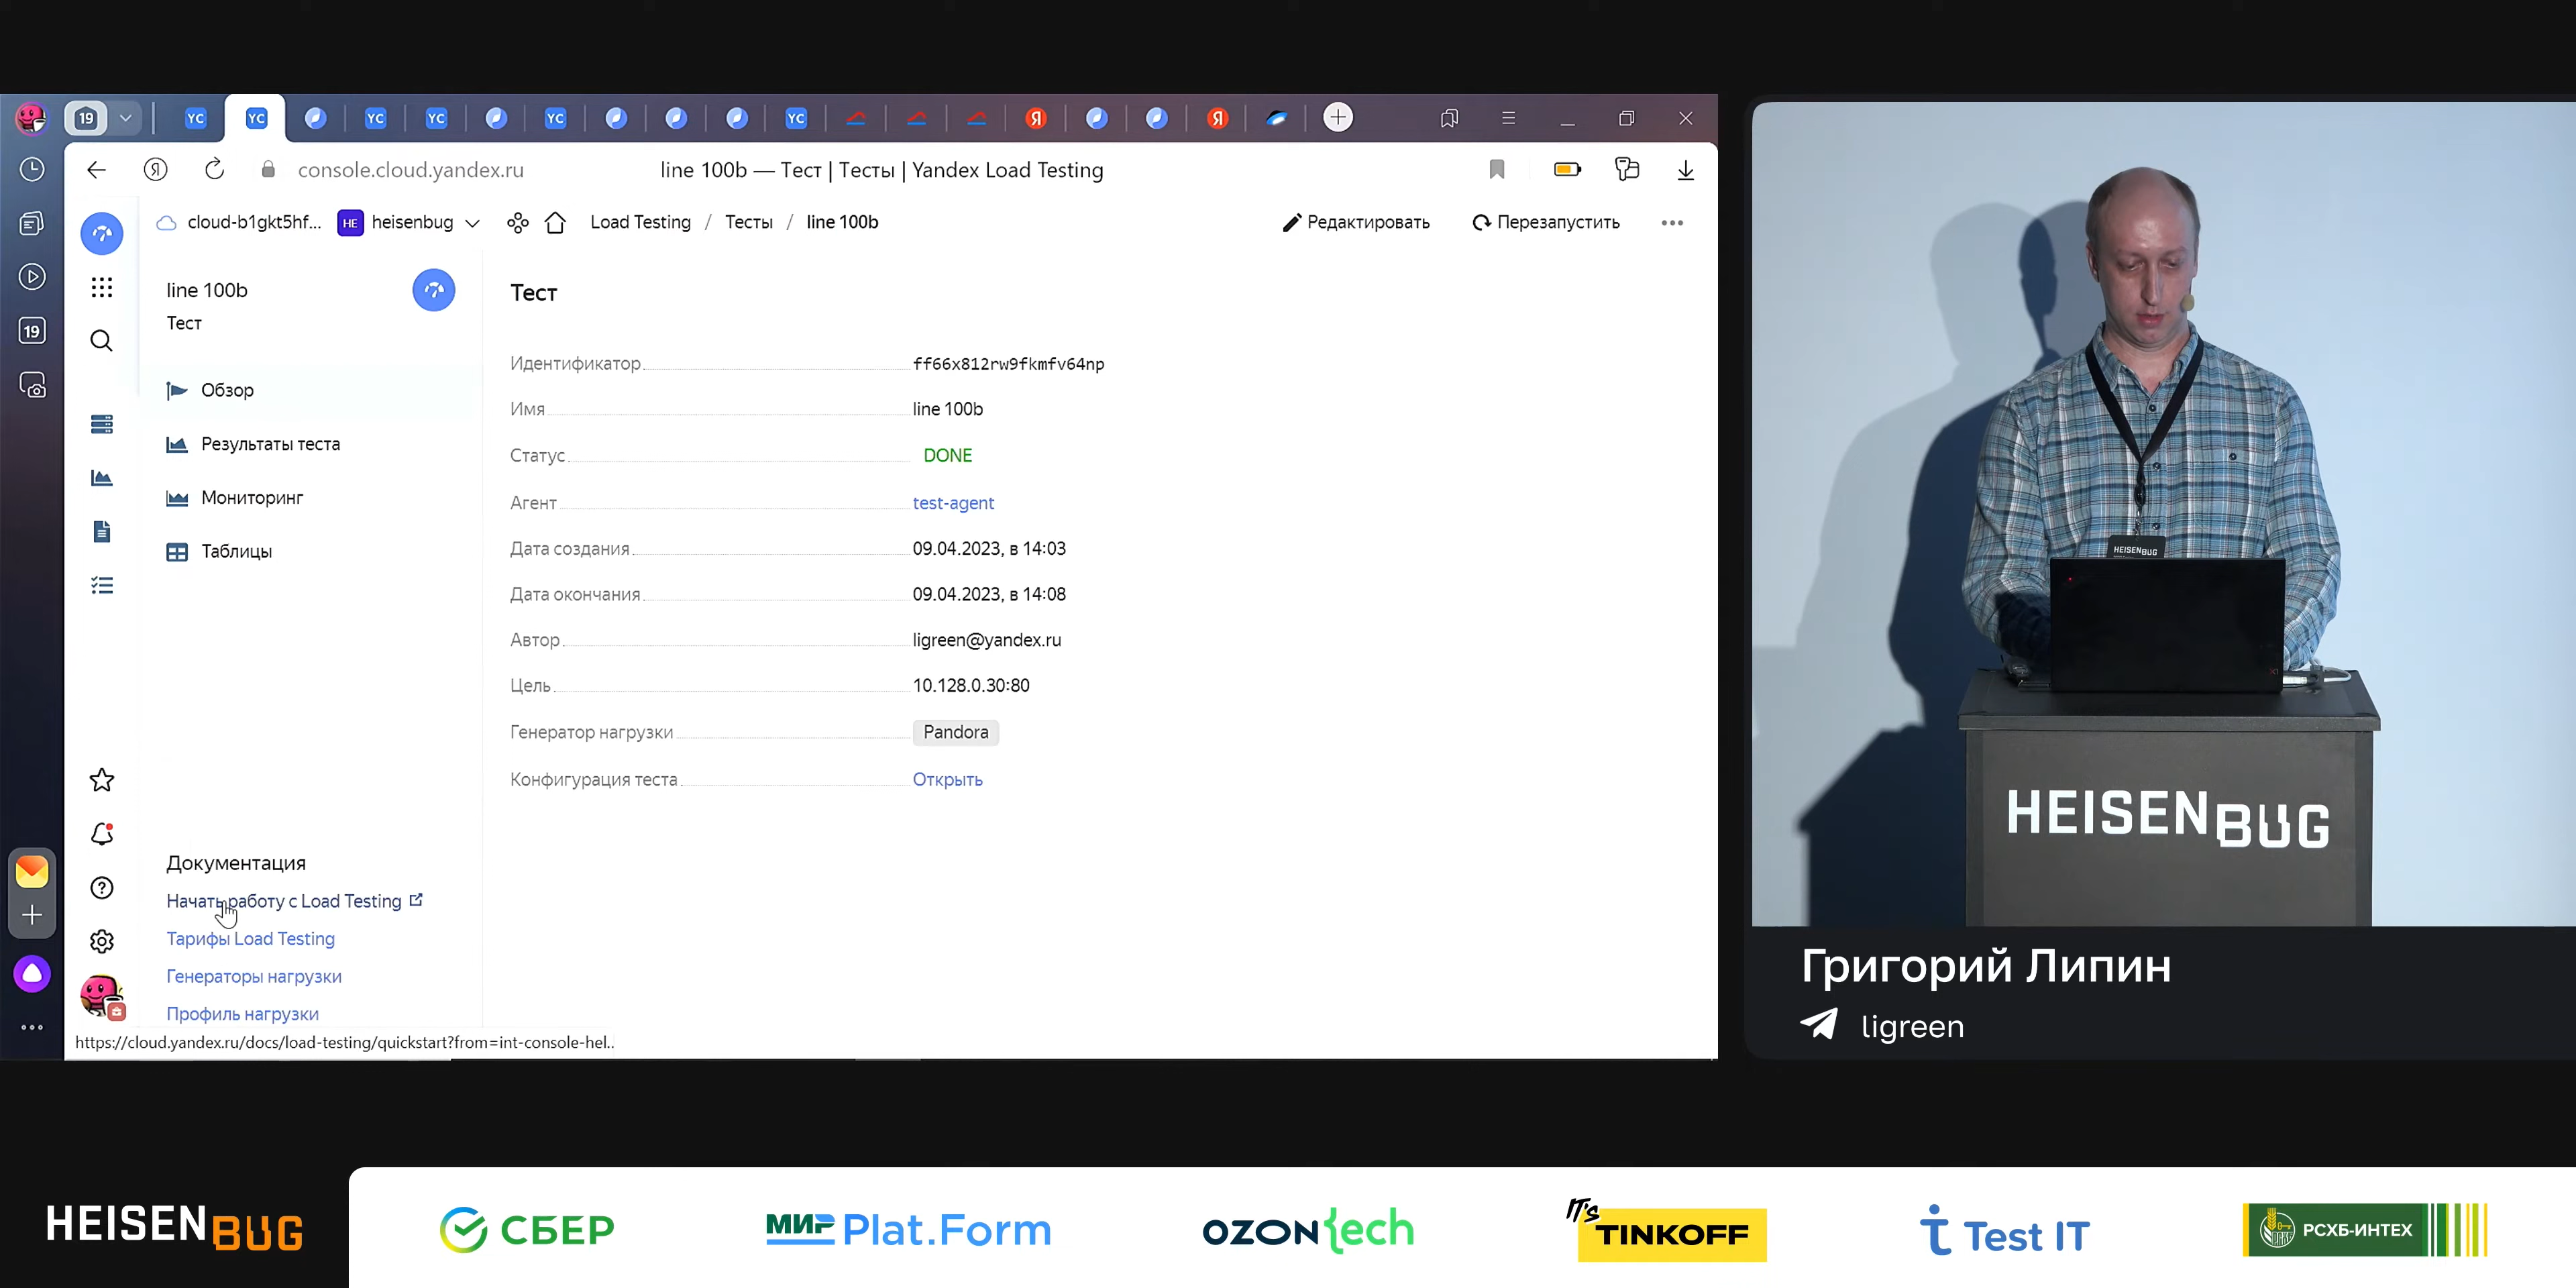 19
YC
YC
YC
YC
YC
YC
Я
Я
Я
console.cloud.yandex.ru
line 100b — Тест | Тесты | Yandex Load Testing
cloud-b1gkt5hf...
HE
heisenbug
Load Testing / Тесты / line 100b
Редактировать
Перезапустить
19
line 100b
Тест
Обзор
Результаты теста
Мониторинг
Таблицы
Тест
Идентификатор ff66x812rw9fkmfv64np
Имя line 100b
Статус DONE
Агент test-agent
Дата создания 09.04.2023, в 14:03
Дата окончания 09.04.2023, в 14:08
Автор ligreen@yandex.ru
Цель 10.128.0.30:80
Генератор нагрузки Pandora
Конфигурация теста Открыть
Документация
Начать работу с Load Testing
Тарифы Load Testing
Генераторы нагрузки
Профиль нагрузки
https://cloud.yandex.ru/docs/load-testing/quickstart?from=int-console-hel..
HEISENBUG
HEISENBUG
Григорий Липин
ligreen
HEISENBUG
СБЕР
МИР Plat.Form
OZON{ech
IT's TINKOFF
Test IT
РСХБ-ИНТЕХ